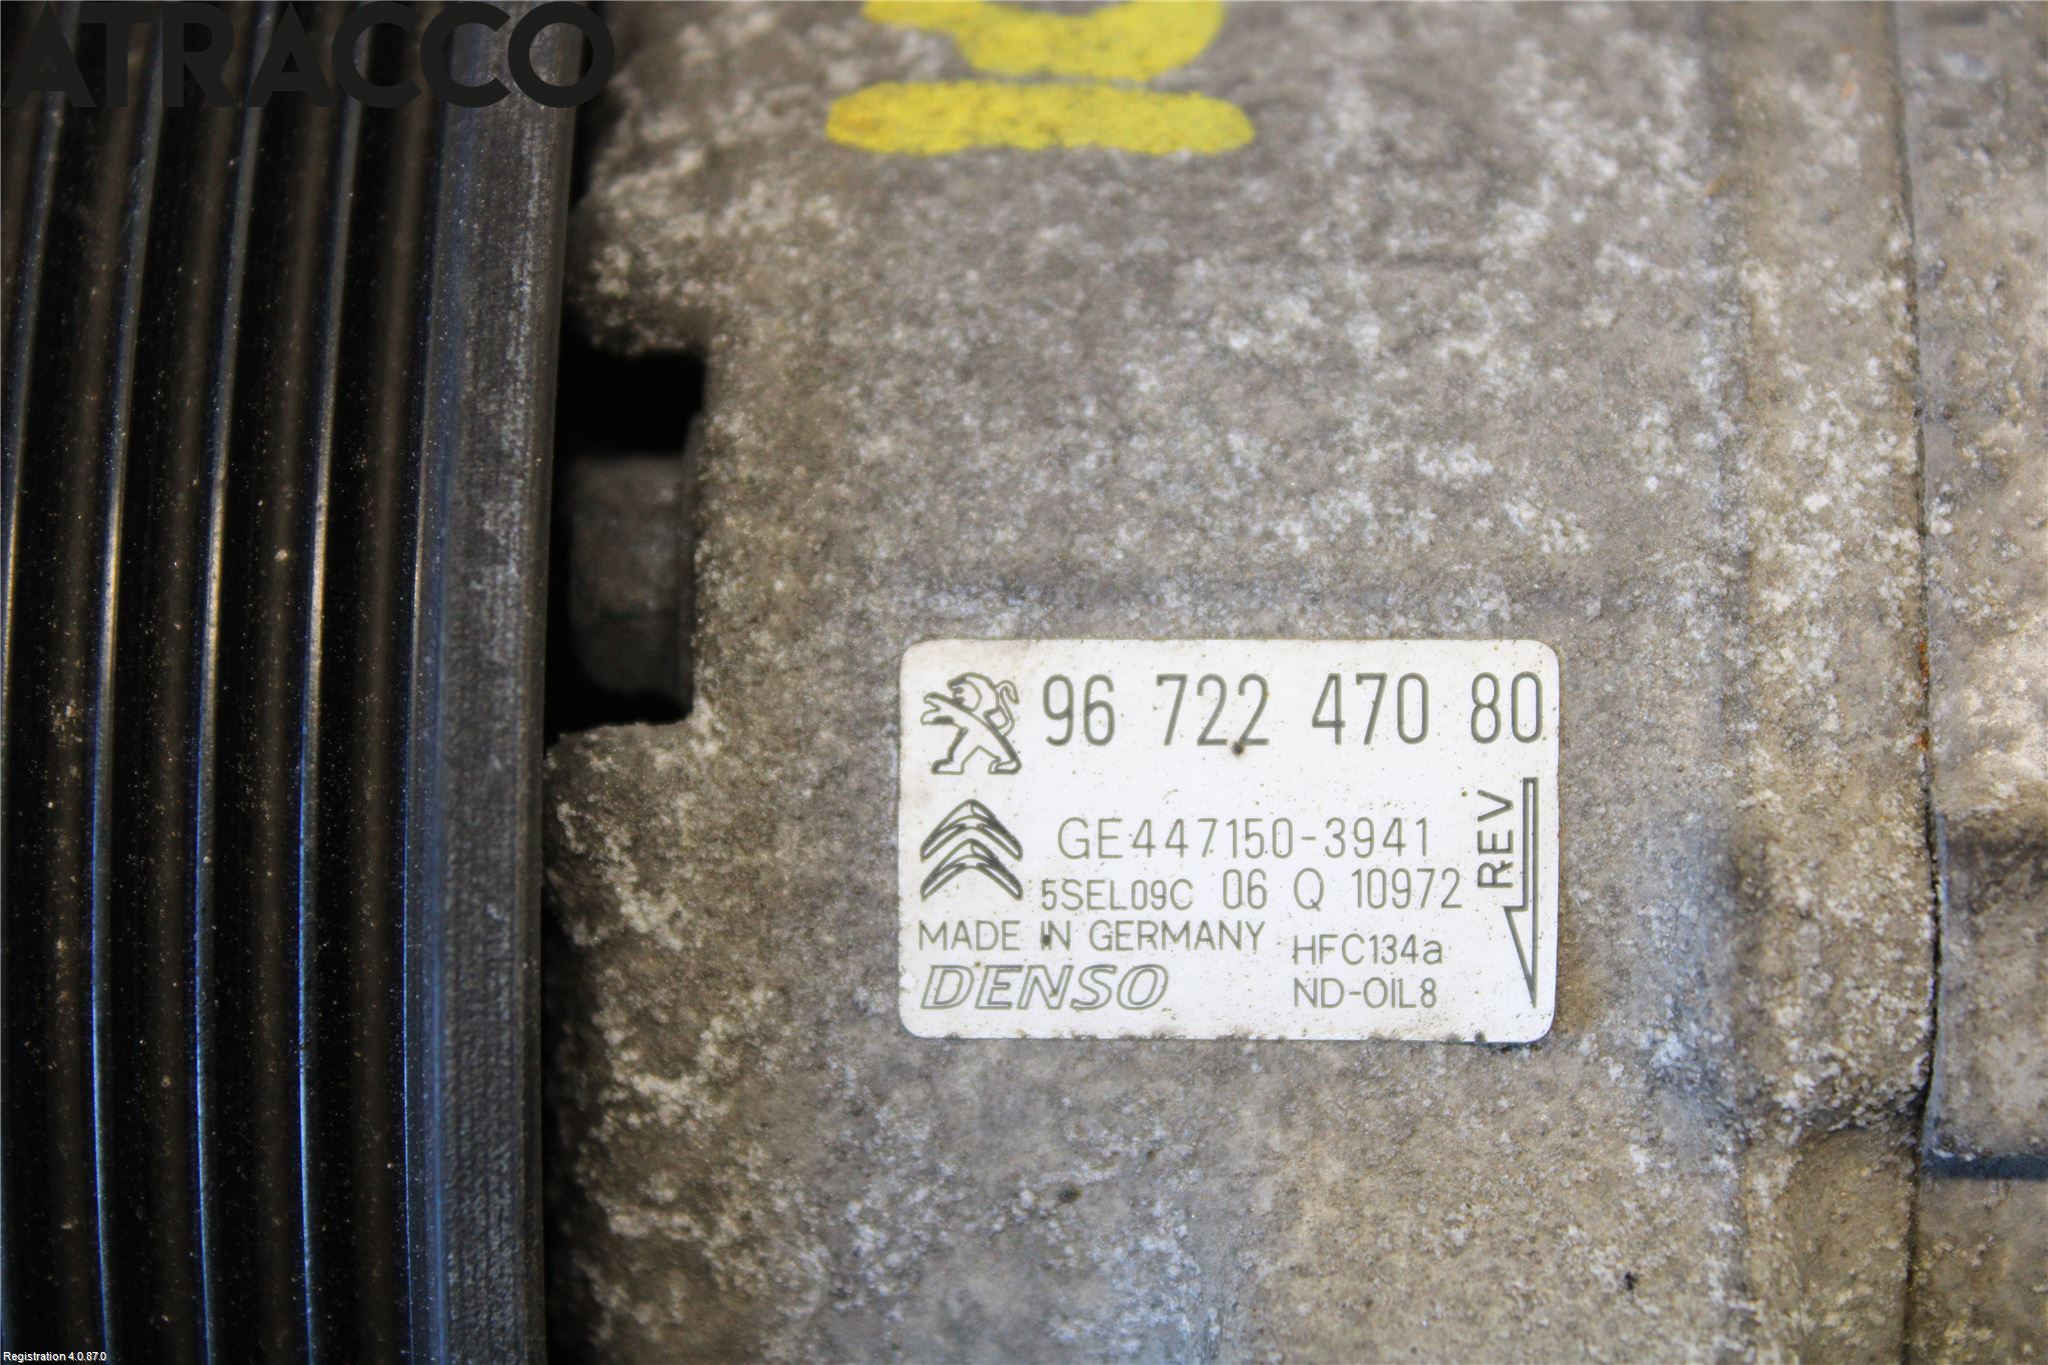 ATRACCO
96 722 470 80
GE447150-3941
5SEL09C 06 Q 10972
REV
MADE IN GERMANY
HFC134a
DENSO
ND-OIL8
Registration 4.0.87.0